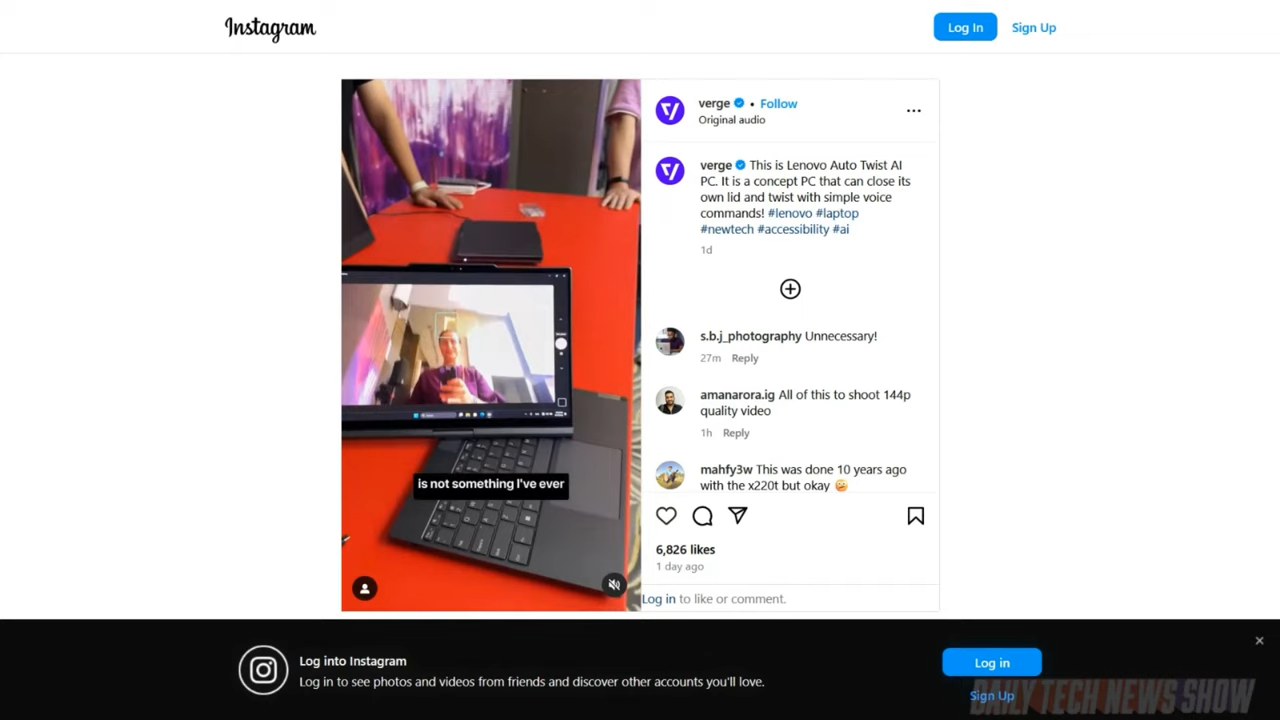 Instagram
Log In
Sign Up
verge • Follow
Original audio
verge This is Lenovo Auto Twist AI
PC. It is a concept PC that can close its
own lid and twist with simple voice
commands! #lenovo #laptop
#newtech #accessibility #ai
1d
s.b.j_photography Unnecessary!
27m Reply
amanarora.ig All of this to shoot 144p
quality video
1h Reply
mahfy3w This was done 10 years ago
with the x220t but okay 🤪
is not something I've ever
6,826 likes
1 day ago
Log in to like or comment.
Log into Instagram
Log in to see photos and videos from friends and discover other accounts you'll love.
Log in
Sign Up
DAILY TECH NEWS SHOW